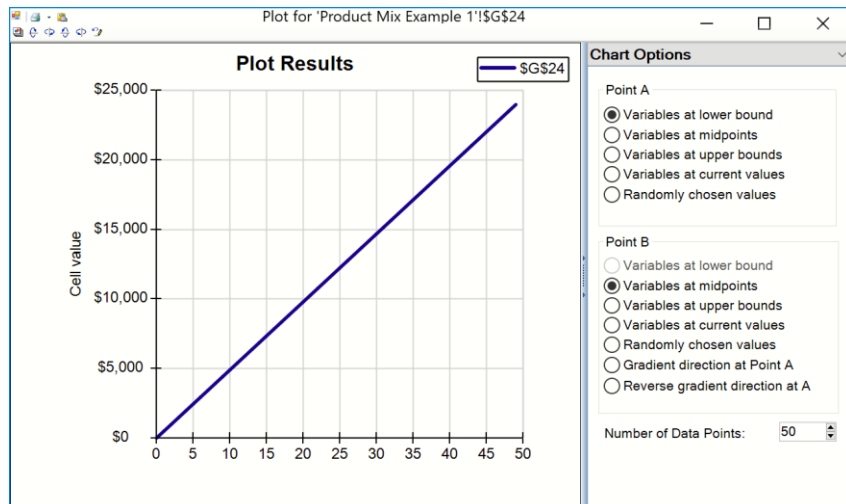 Plot for 'Product Mix Example 1'!$G$24
Plot Results
$G$24
$25,000
$20,000
$15,000
$10,000
$5,000
$0
Cell value
0 5 10 15 20 25 30 35 40 45 50
Chart Options
Point A
Variables at lower bound
Variables at midpoints
Variables at upper bounds
Variables at current values
Randomly chosen values
Point B
Variables at lower bound
Variables at midpoints
Variables at upper bounds
Variables at current values
Randomly chosen values
Gradient direction at Point A
Reverse gradient direction at A
Number of Data Points: 50